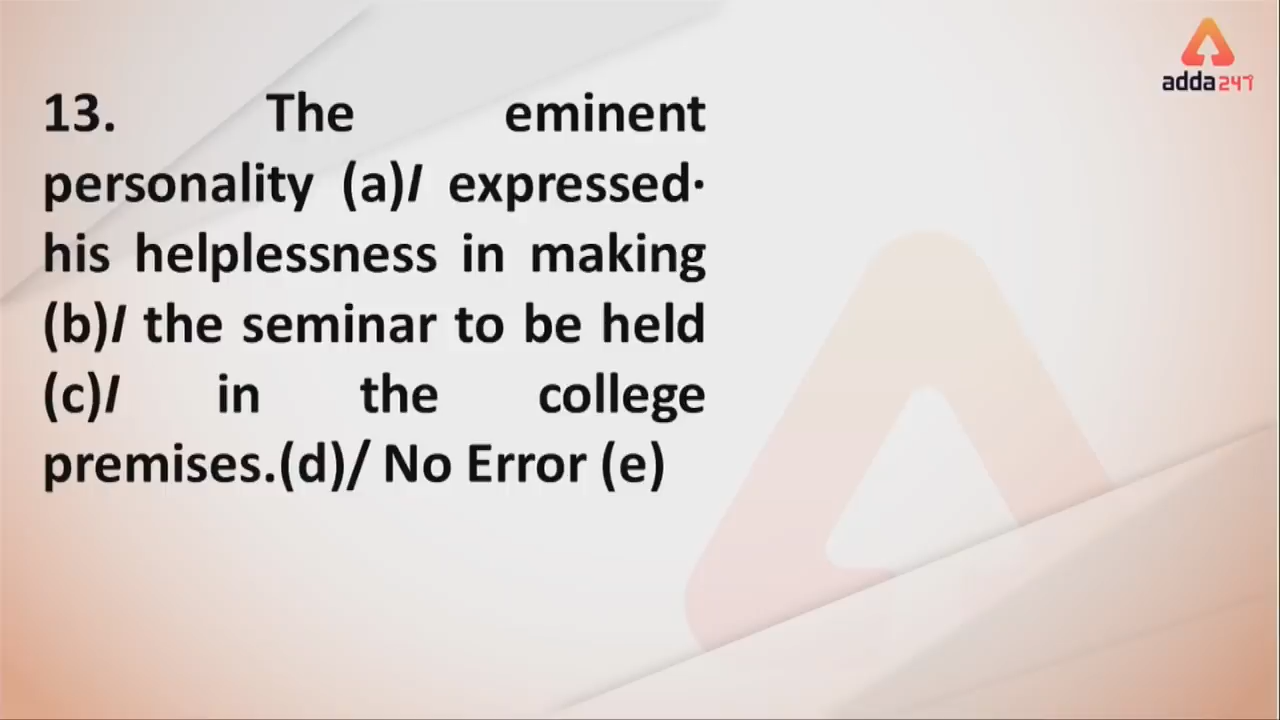 adda247
13. The eminent
personality (a)/ expressed·
his helplessness in making
(b)/ the seminar to be held
(c)/ in the college
premises.(d)/ No Error (e)